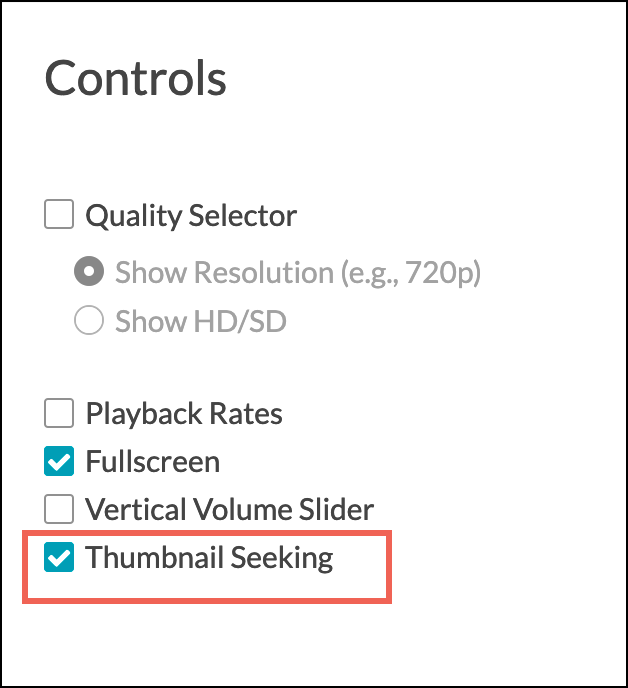 Controls
Quality Selector
Show Resolution (e.g., 720p)
Show HD/SD
Playback Rates
Fullscreen
Vertical Volume Slider
Thumbnail Seeking